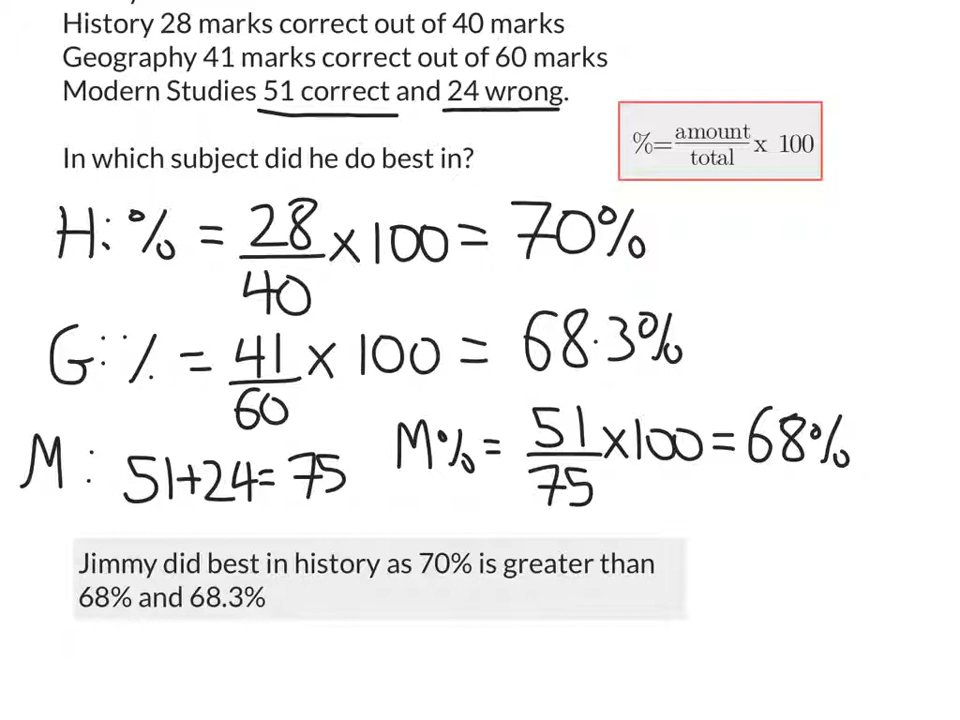 History 28 marks correct out of 40 marks
Geography 41 marks correct out of 60 marks
Modern Studies 51 correct and 24 wrong.
%= amount/total x 100
In which subject did he do best in?
H: % = 28/40 x 100 = 70%
G: % = 41/60 x 100 = 68.3%
M: 51+24=75
M% = 51/75 x100 = 68%
Jimmy did best in history as 70% is greater than
68% and 68.3%